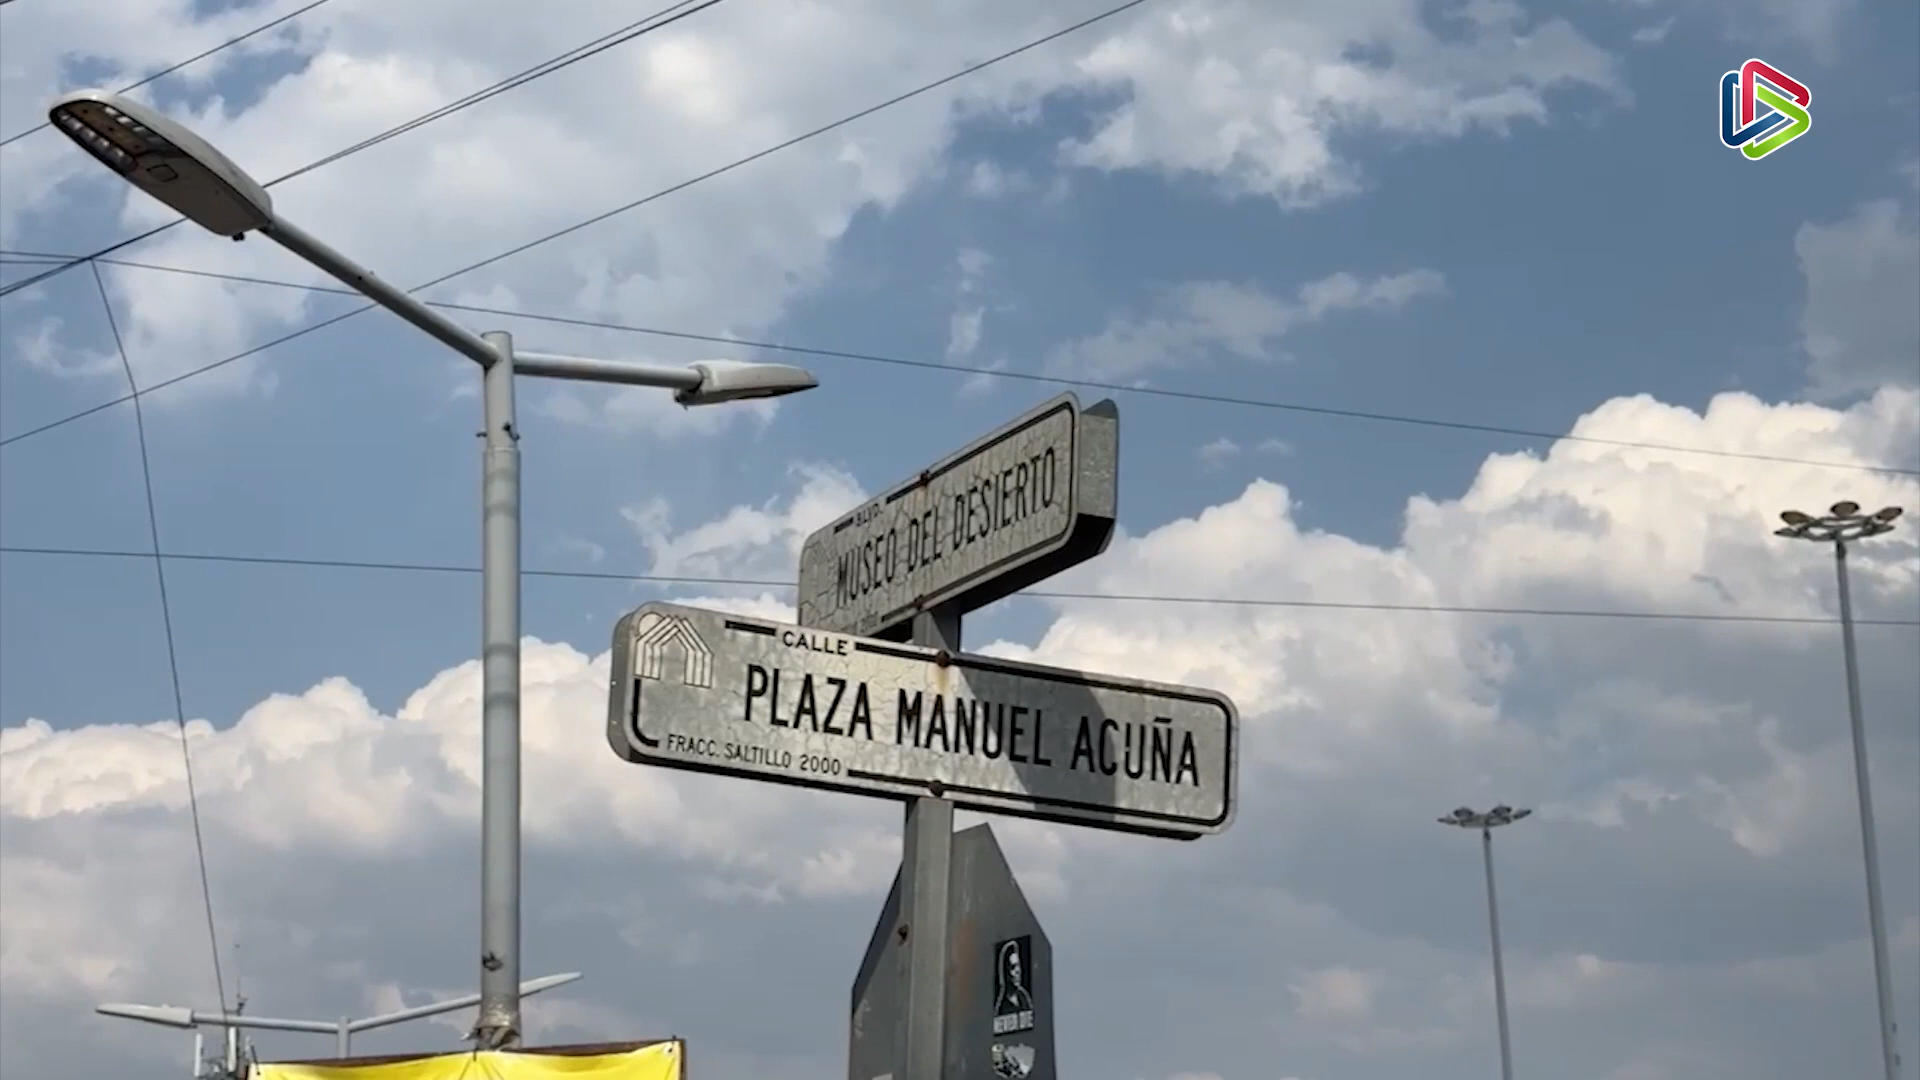 BLVD.
MUSEO DEL DESIERTO
CALLE
PLAZA MANUEL ACUÑA
FRACC. SALTILLO 2000